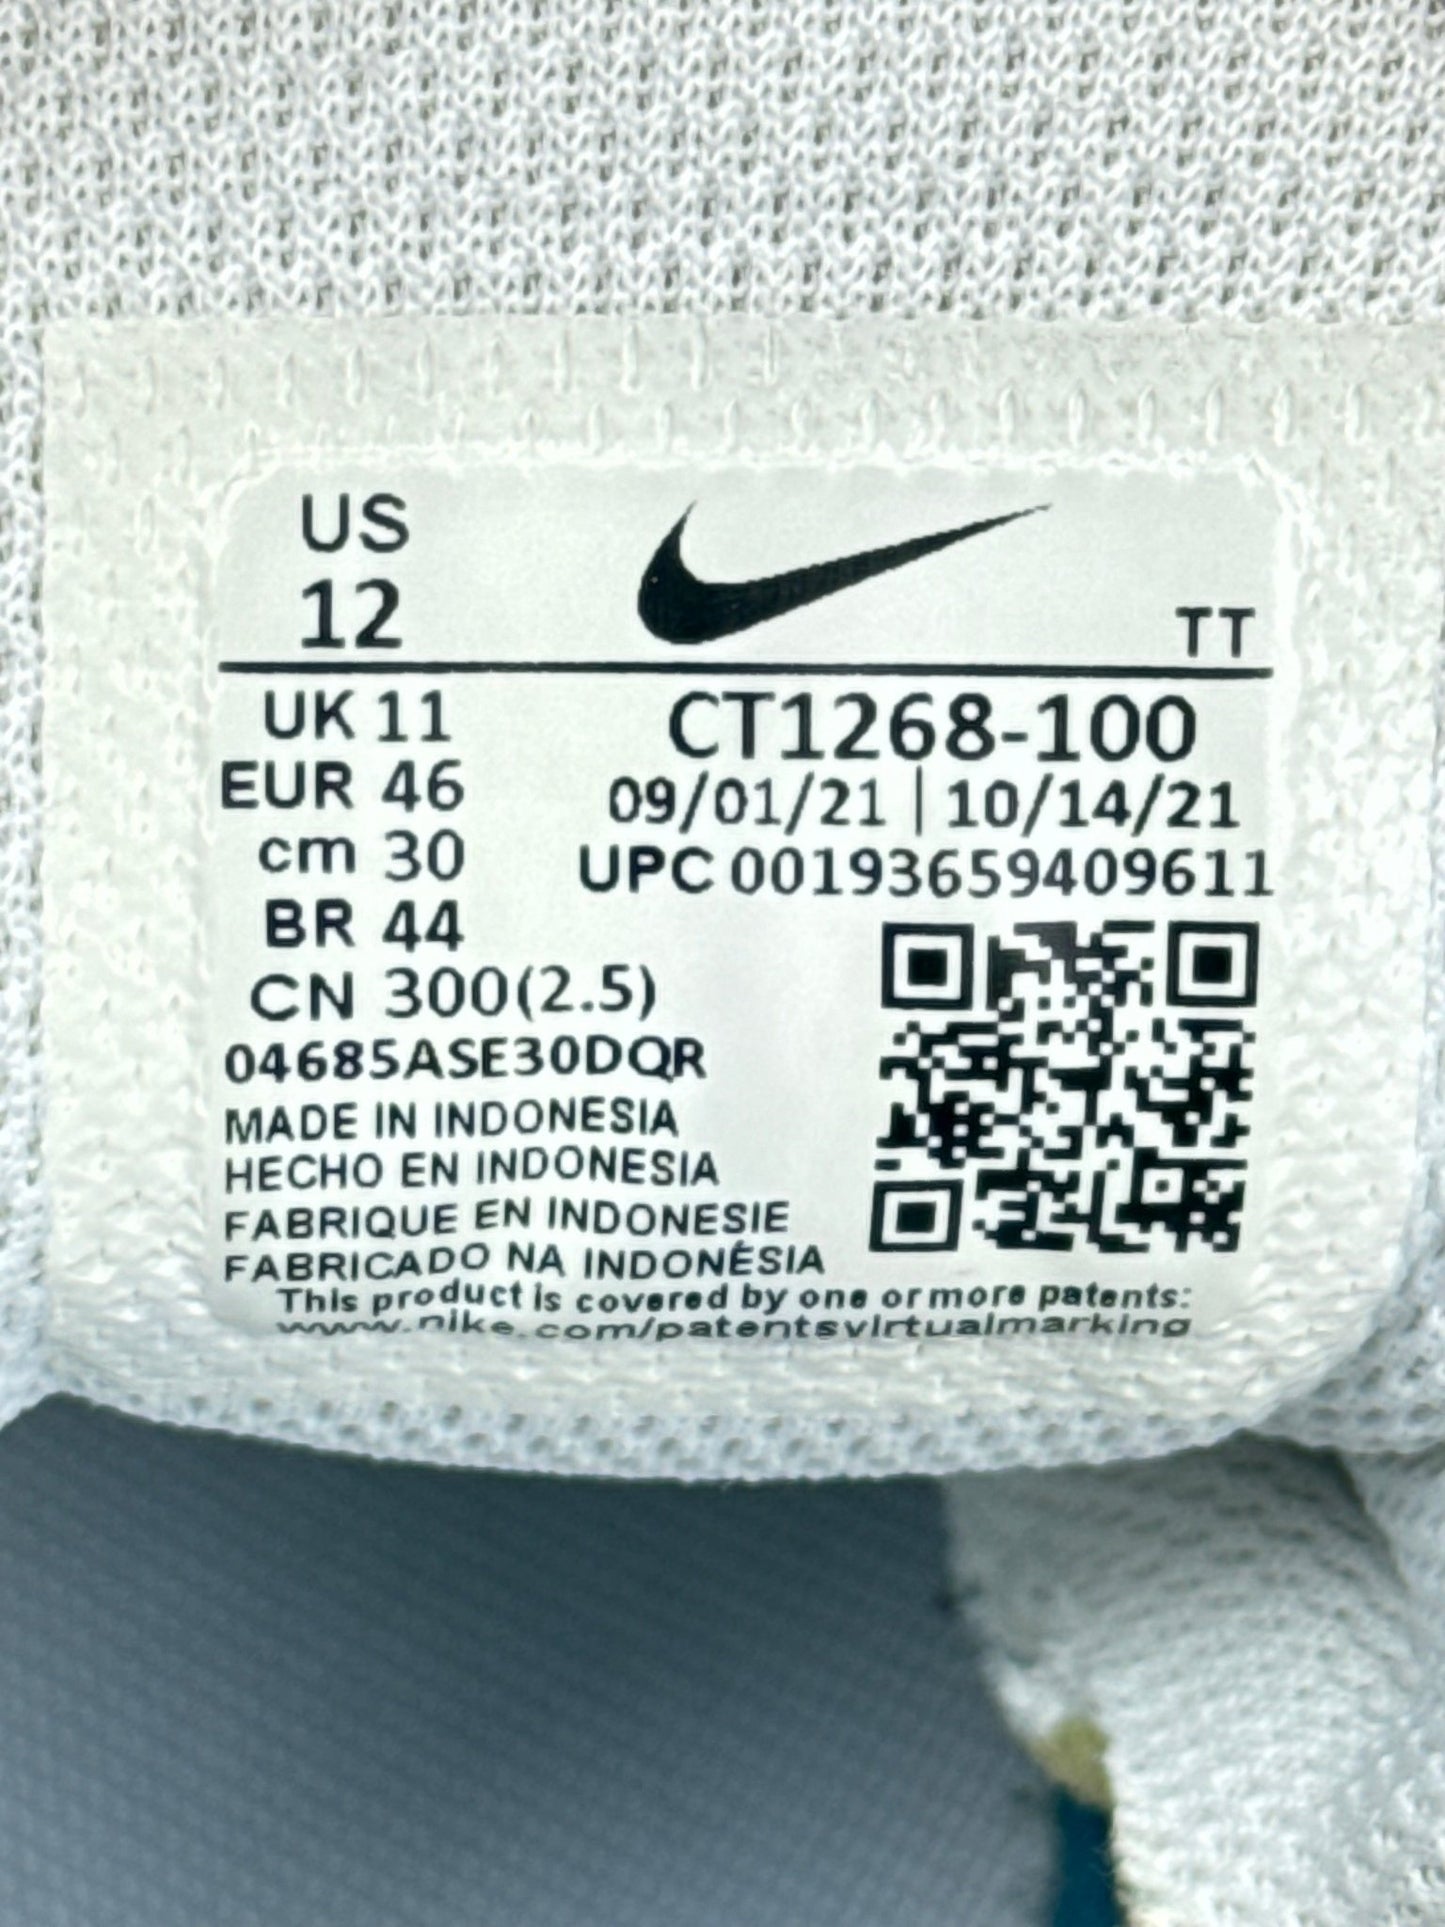 US
12
TT
UK 11
EUR 46
cm 30
BR 44
CN 300(2.5)
CT1268-100
09/01/21 | 10/14/21
UPC 00193659409611
04685ASE30DQR
MADE IN INDONESIA
HECHO EN INDONESIA
FABRIQUE EN INDONESIE
FABRICADO NA INDONÉSIA
This product is covered by one or more patents:
www.nike.com/patentsvirtualmarking